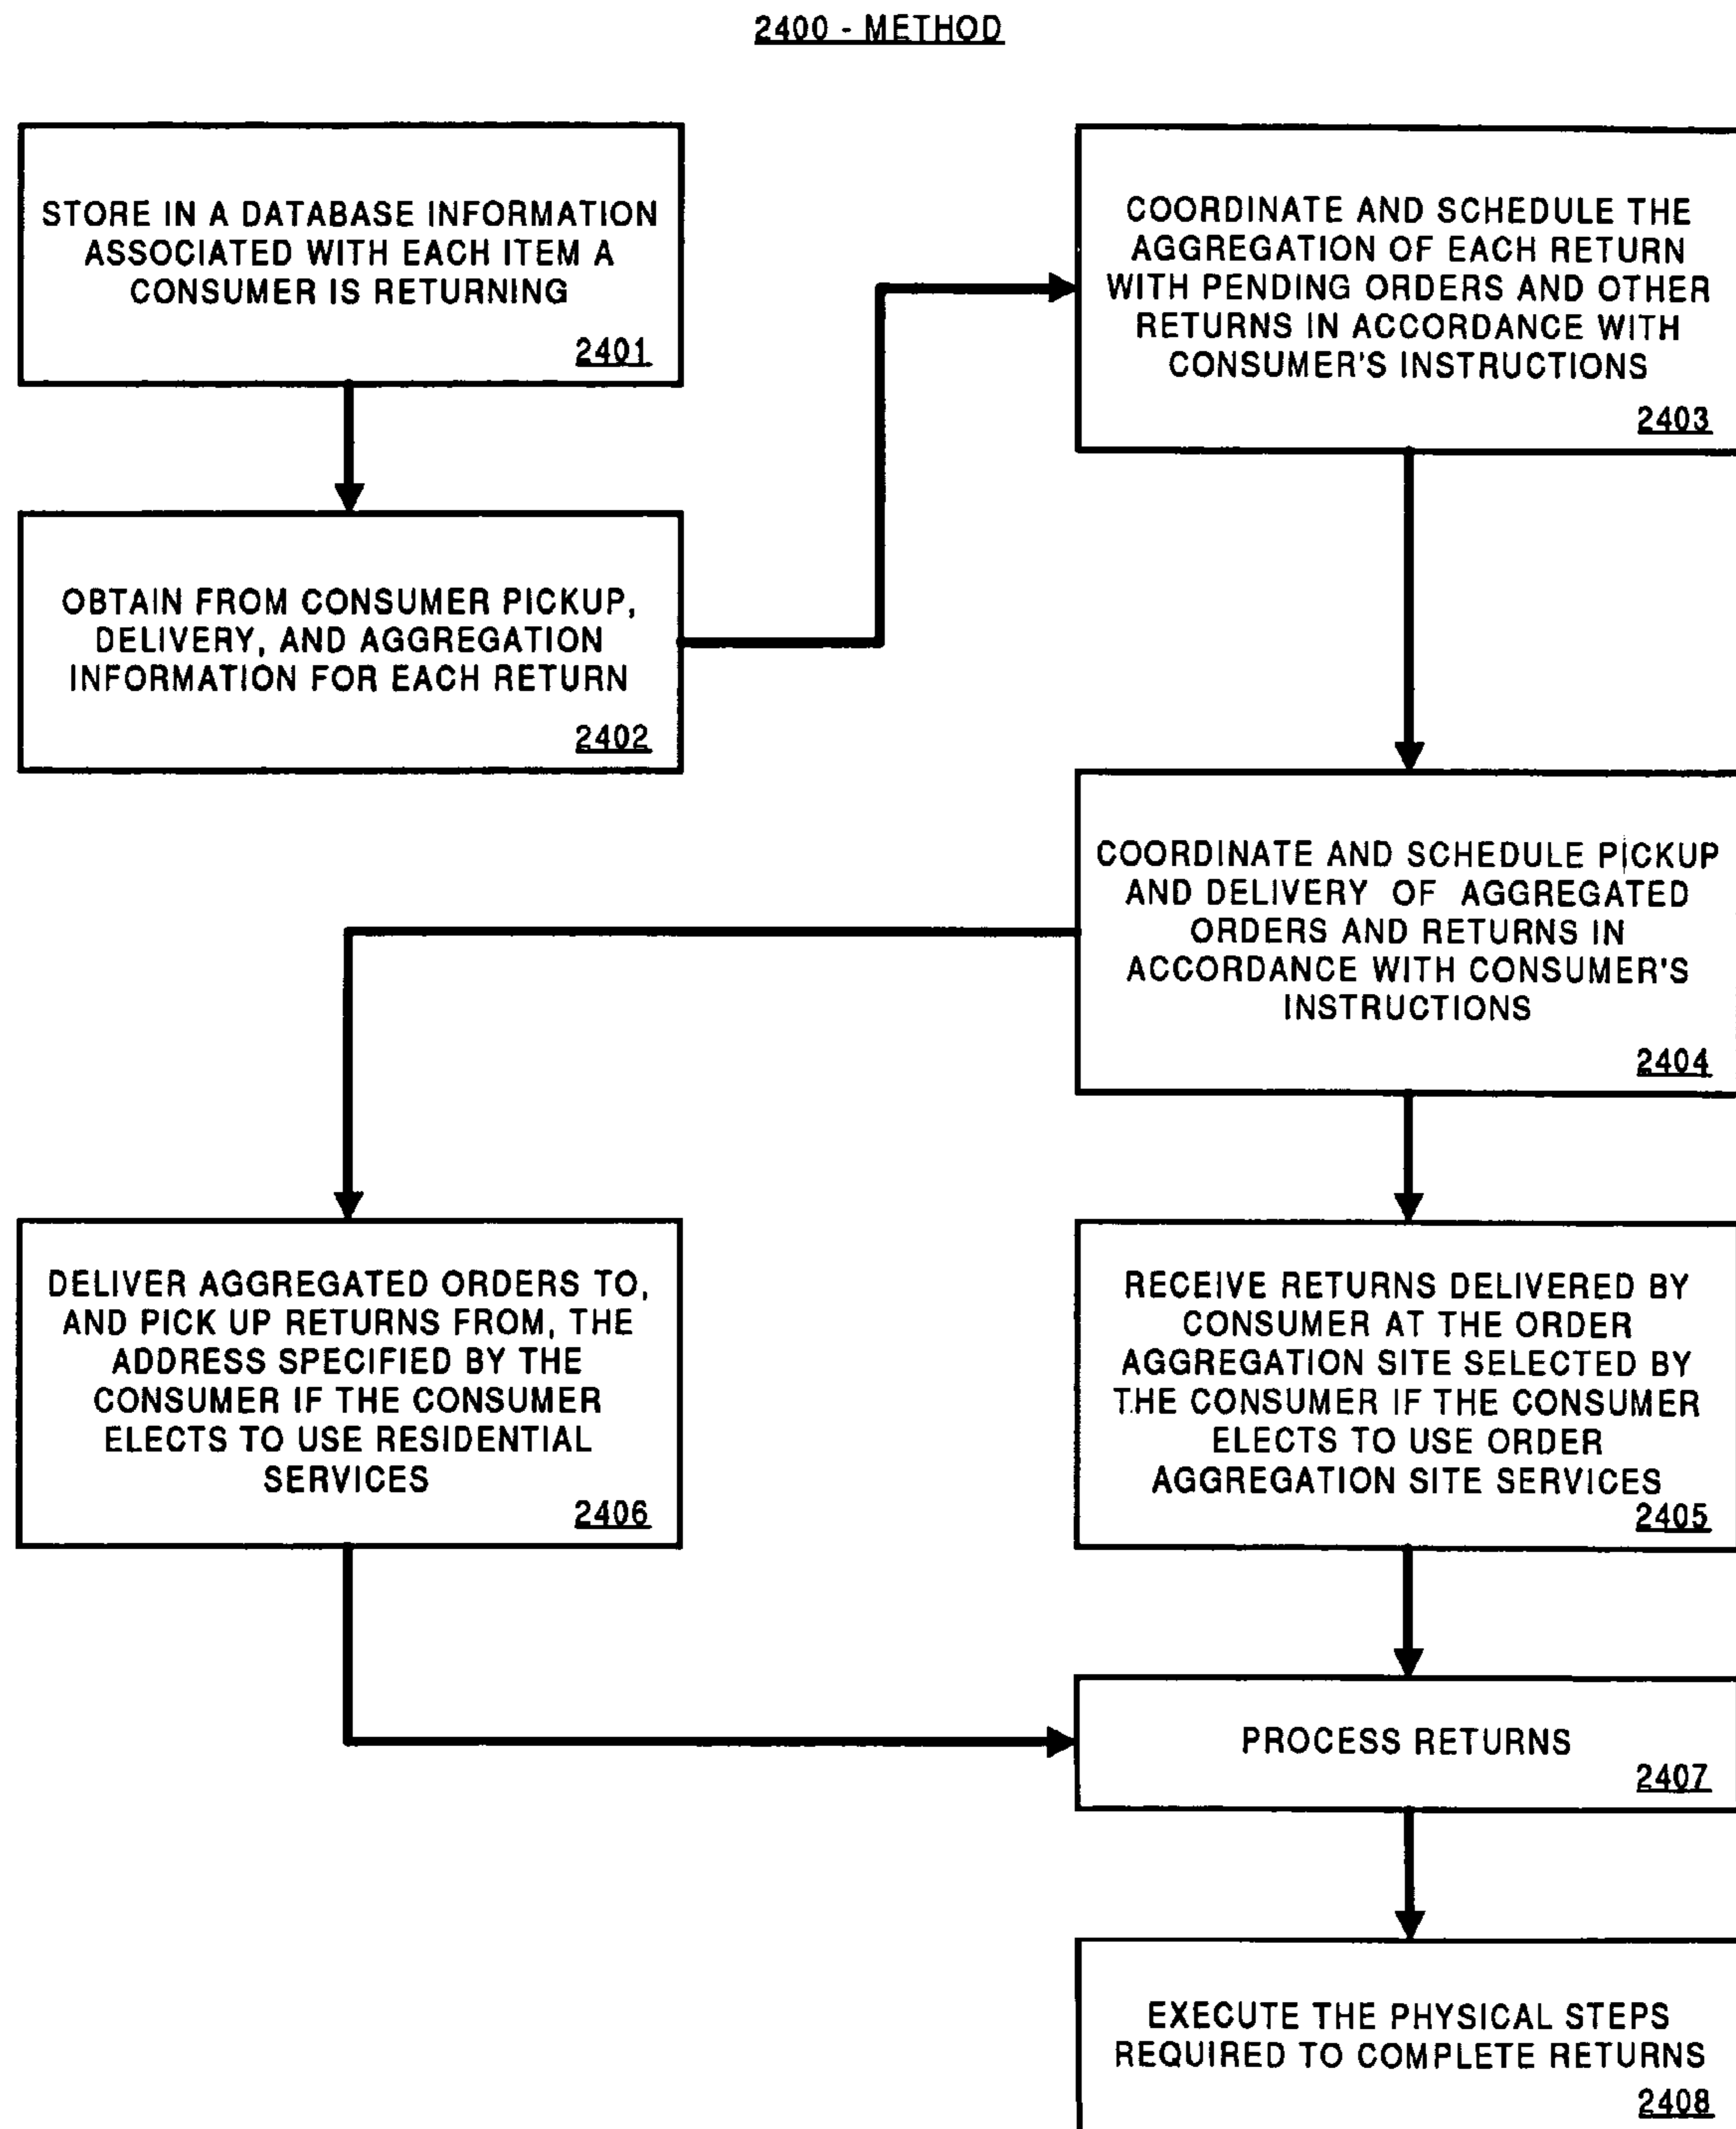 2400 - METHOD
STORE IN A DATABASE INFORMATION
ASSOCIATED WITH EACH ITEM A
CONSUMER IS RETURNING
2401
OBTAIN FROM CONSUMER PICKUP,
DELIVERY, AND AGGREGATION
INFORMATION FOR EACH RETURN
2402
COORDINATE AND SCHEDULE THE
AGGREGATION OF EACH RETURN
WITH PENDING ORDERS AND OTHER
RETURNS IN ACCORDANCE WITH
CONSUMER'S INSTRUCTIONS
2403
COORDINATE AND SCHEDULE PICKUP
AND DELIVERY OF AGGREGATED
ORDERS AND RETURNS IN
ACCORDANCE WITH CONSUMER'S
INSTRUCTIONS
2404
DELIVER AGGREGATED ORDERS TO,
AND PICK UP RETURNS FROM, THE
ADDRESS SPECIFIED BY THE
CONSUMER IF THE CONSUMER
ELECTS TO USE RESIDENTIAL
SERVICES
2406
RECEIVE RETURNS DELIVERED BY
CONSUMER AT THE ORDER
AGGREGATION SITE SELECTED BY
THE CONSUMER IF THE CONSUMER
ELECTS TO USE ORDER
AGGREGATION SITE SERVICES
2405
PROCESS RETURNS
2407
EXECUTE THE PHYSICAL STEPS
REQUIRED TO COMPLETE RETURNS
2408